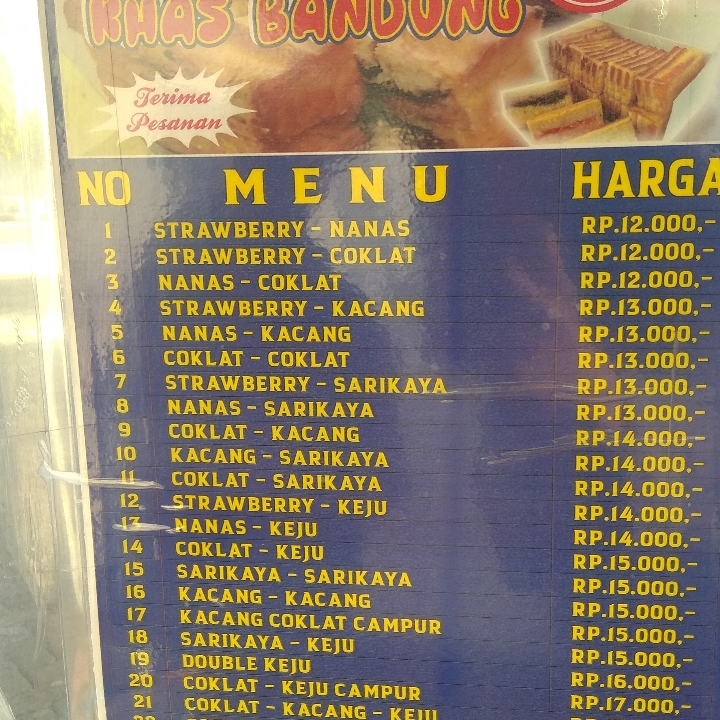 KHAS BANDUNG
Terima
Pesanan
NO MENU HARGA
1 STRAWBERRY - NANAS RP.12.000,-
2 STRAWBERRY - COKLAT RP.12.000,-
3 NANAS - COKLAT RP.12.000,-
4 STRAWBERRY - KACANG RP.13.000,-
5 NANAS - KACANG RP.13.000,-
6 COKLAT - COKLAT RP.13.000,-
7 STRAWBERRY - SARIKAYA RP.13.000,-
8 NANAS - SARIKAYA RP.13.000,-
9 COKLAT - KACANG RP.14.000,-
10 KACANG - SARIKAYA RP.14.000,-
11 COKLAT - SARIKAYA RP.14.000,-
12 STRAWBERRY - KEJU RP.14.000,-
13 NANAS - KEJU RP.14.000,-
14 COKLAT - KEJU RP.15.000,-
15 SARIKAYA - SARIKAYA RP.15.000,-
16 KACANG - KACANG RP.15.000,-
17 KACANG COKLAT CAMPUR RP.15.000,-
18 SARIKAYA - KEJU RP.15.000,-
19 DOUBLE KEJU RP.16.000,-
20 COKLAT - KEJU CAMPUR RP.17.000,-
21 COKLAT - KACANG - KEJU